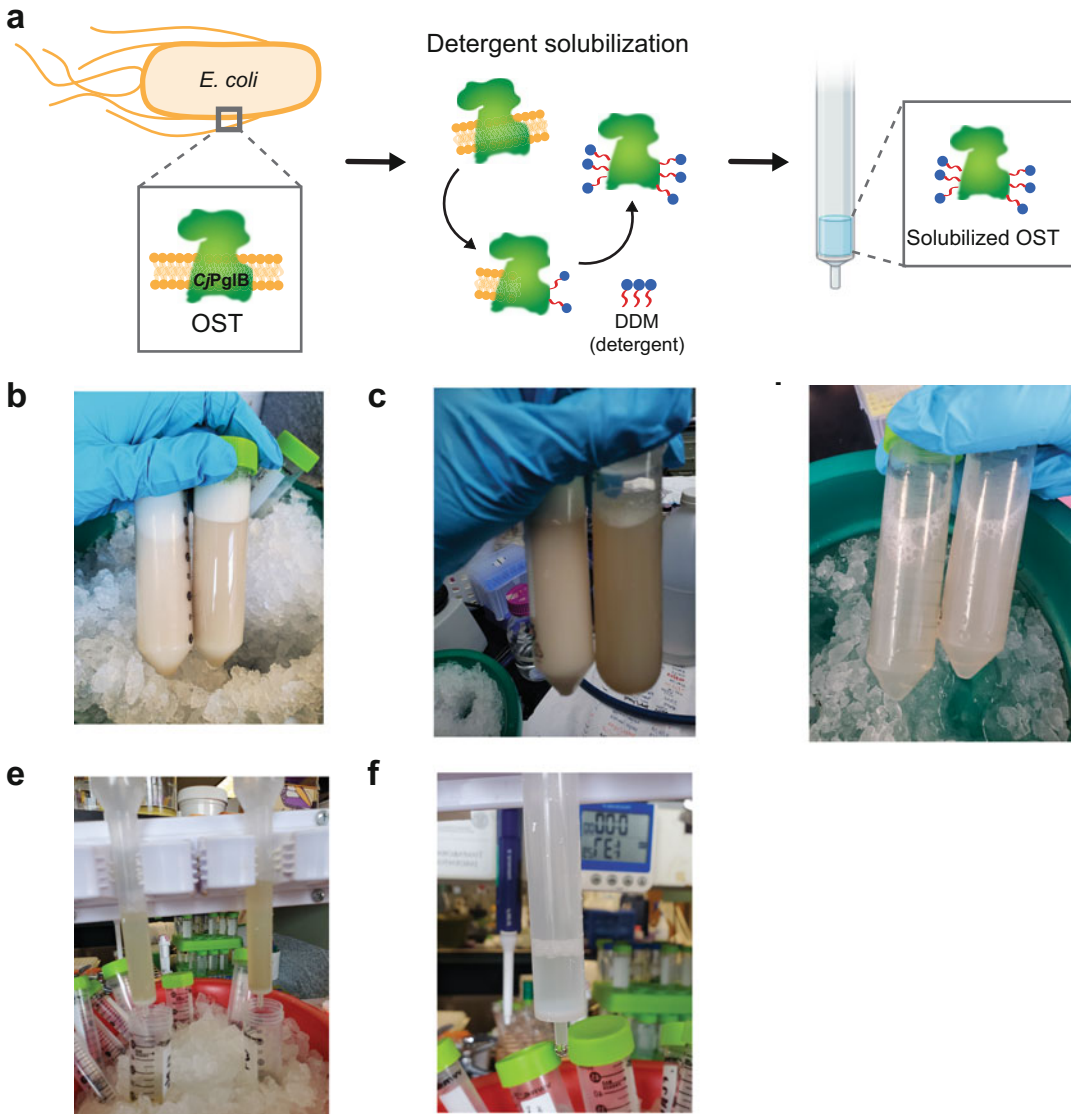 a
E. coli
Detergent solubilization
CjPglB
OST
DDM
(detergent)
Solubilized OST
b
c
e
f